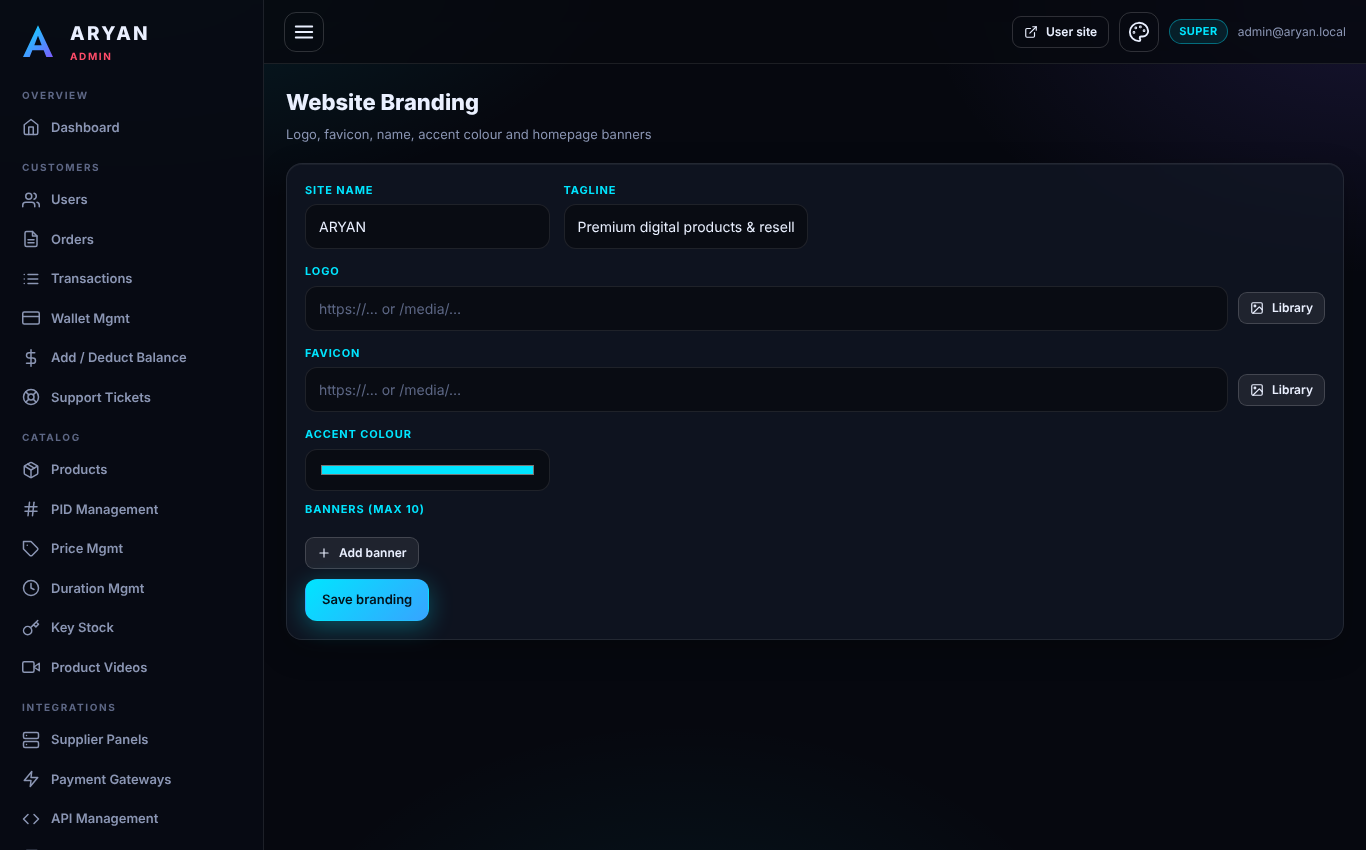 ARYAN
ADMIN
OVERVIEW
Dashboard
CUSTOMERS
Users
Orders
Transactions
Wallet Mgmt
Add / Deduct Balance
Support Tickets
CATALOG
Products
PID Management
Price Mgmt
Duration Mgmt
Key Stock
Product Videos
INTEGRATIONS
Supplier Panels
Payment Gateways
API Management
User site
SUPER
admin@aryan.local
Website Branding
Logo, favicon, name, accent colour and homepage banners
SITE NAME
TAGLINE
ARYAN
Premium digital products & resell
LOGO
https://... or /media/...
Library
FAVICON
https://... or /media/...
Library
ACCENT COLOUR
BANNERS (MAX 10)
Add banner
Save branding